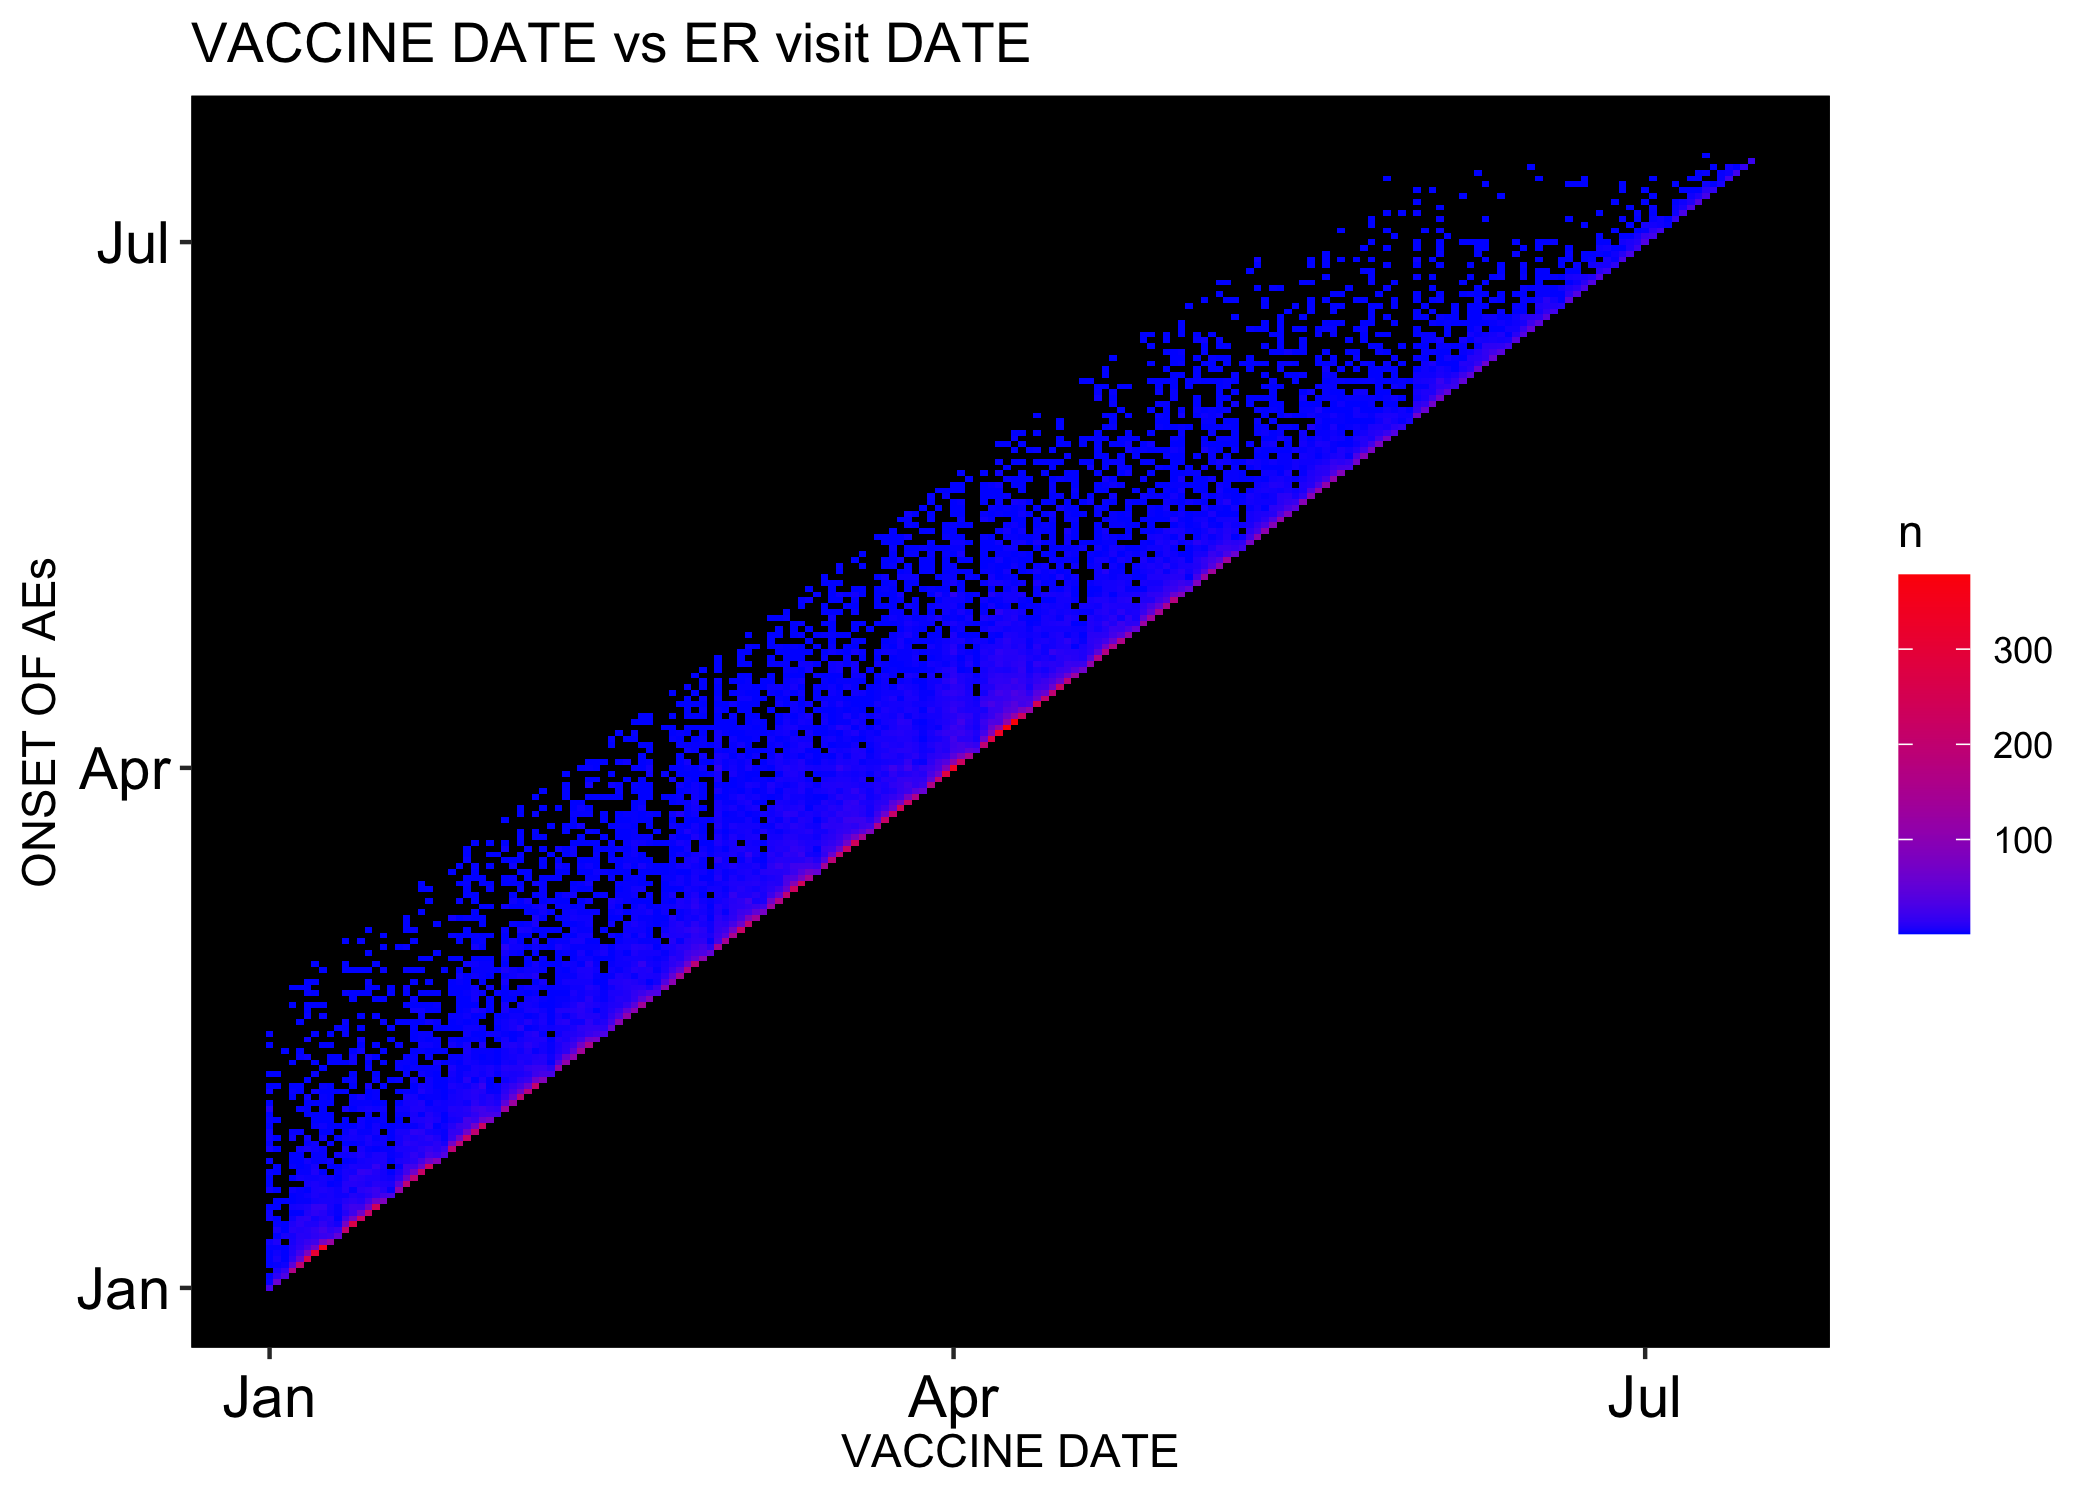 VACCINE DATE vs ER visit DATE
ONSET OF AEs
Jul
Apr
Jan
Jan
Apr
Jul
VACCINE DATE
n
300
200
100